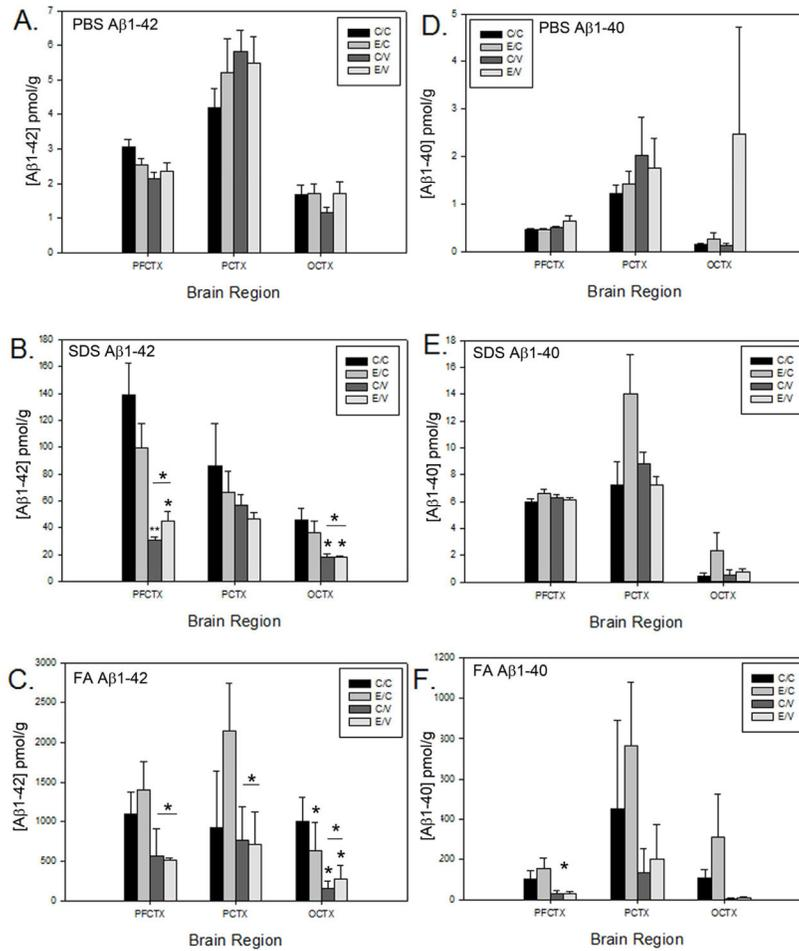 A.
PBS Aβ1-42
C/C
E/C
C/V
E/V
7
6
5
4
3
2
1
0
[Aβ1-42] pmol/g
PFCTX PCTX OCTX
Brain Region
D.
PBS Aβ1-40
C/C
E/C
C/V
E/V
5
4
3
2
1
0
[Aβ1-40] pmol/g
PFCTX PCTX OCTX
Brain Region
B.
SDS Aβ1-42
C/C
E/C
C/V
E/V
180
160
140
120
100
80
60
40
20
0
[Aβ1-42] pmol/g
*
*
**
*
* *
PFCTX PCTX OCTX
Brain Region
E.
SDS Aβ1-40
C/C
E/C
C/V
E/V
18
16
14
12
10
8
6
4
2
0
[Aβ1-40] pmol/g
PFCTX PCTX OCTX
Brain Region
C.
FA Aβ1-42
C/C
E/C
C/V
E/V
3000
2500
2000
1500
1000
500
0
[Aβ1-42] pmol/g
*
*
*
*
*
*
PFCTX PCTX OCTX
Brain Region
F.
FA Aβ1-40
C/C
E/C
C/V
E/V
1200
1000
800
600
400
200
0
[Aβ1-40] pmol/g
*
PFCTX PCTX OCTX
Brain Region